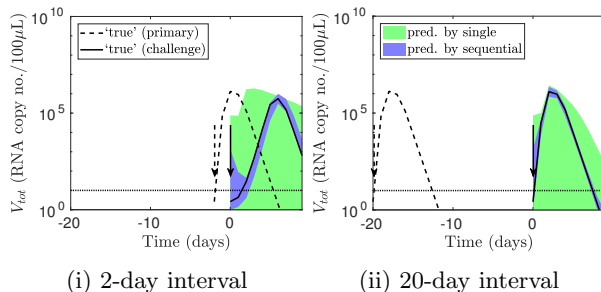 10^10
10^5
10^0
V_tot (RNA copy no./100μL)
'true' (primary)
'true' (challenge)
-20
-10
0
Time (days)
(i) 2-day interval
10^10
10^5
10^0
V_tot (RNA copy no./100μL)
pred. by single
pred. by sequential
-20
-10
0
Time (days)
(ii) 20-day interval